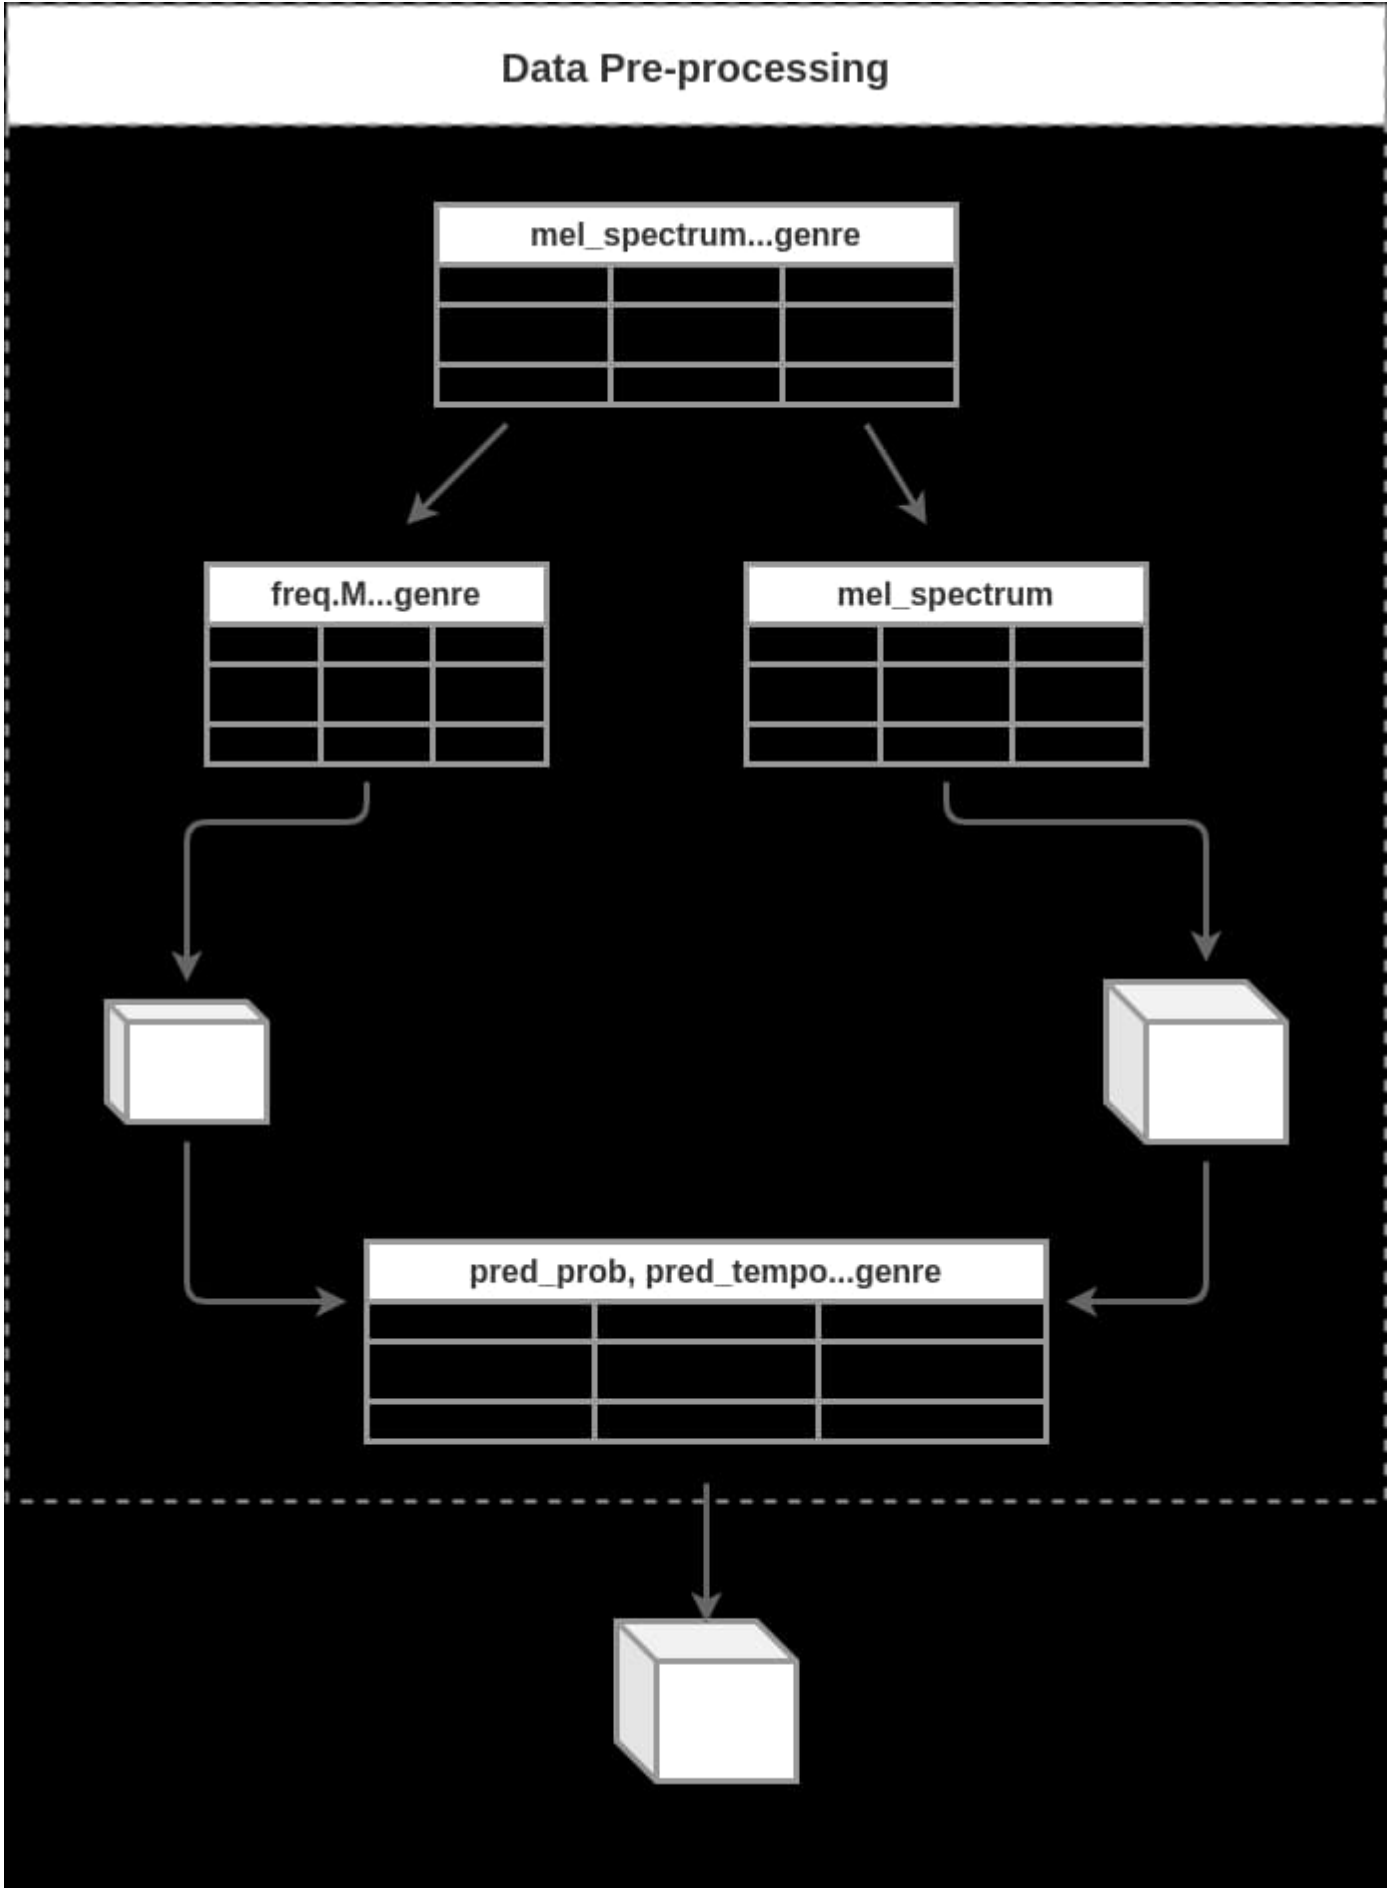 Data Pre-processing
mel_spectrum...genre
freq.M...genre
mel_spectrum
pred_prob, pred_tempo...genre